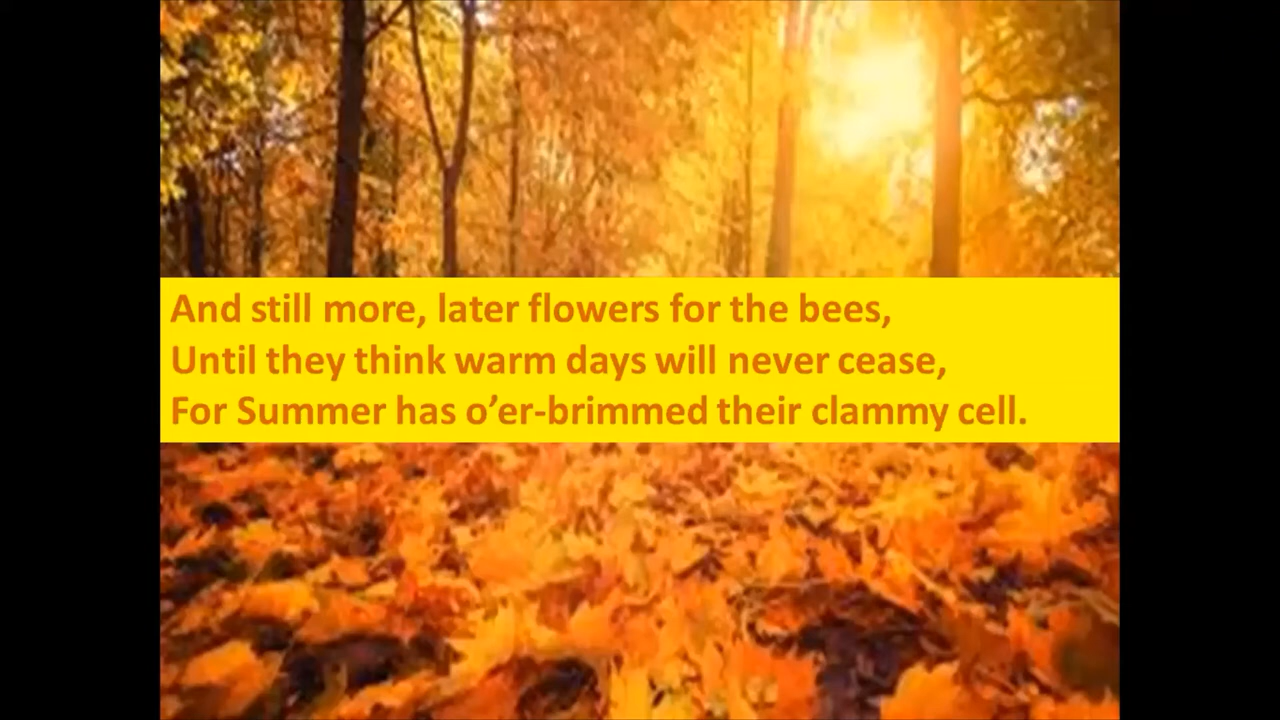 And still more, later flowers for the bees,
Until they think warm days will never cease,
For Summer has o’er-brimmed their clammy cell.